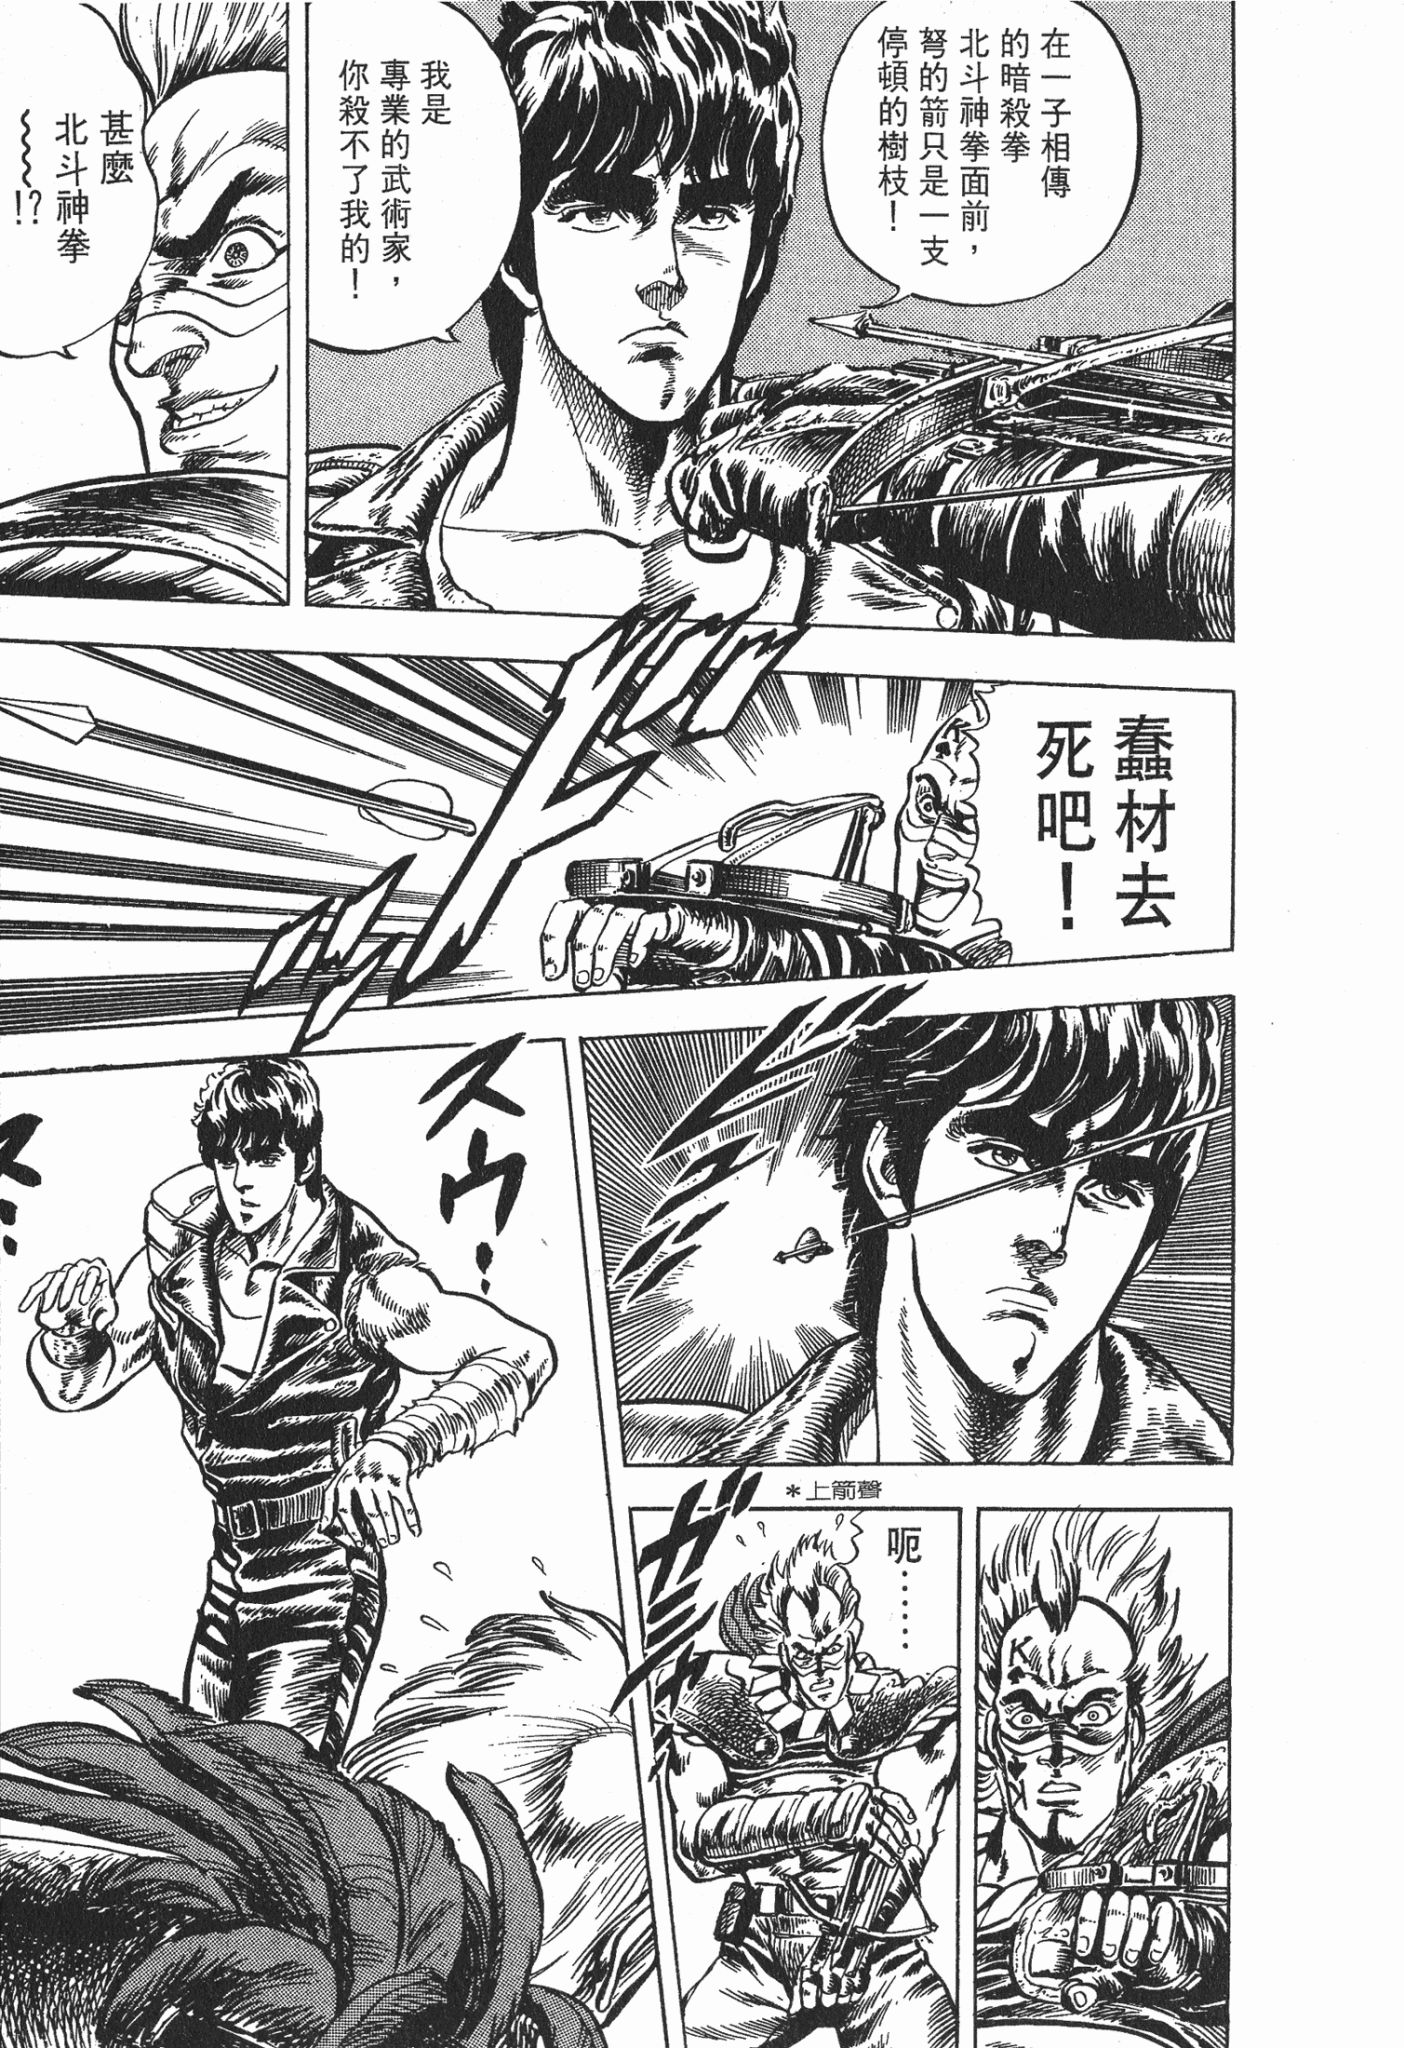 在一子相傳
的暗殺拳
北斗神拳面前，
弩的箭只是一支
停頓的樹枝！
我是
專業的武術家，
你殺不了我的！
甚麼
北斗神拳
～～～～!?
蠢材去
死吧！
＊上箭聲
呃……
スウ…
ス…